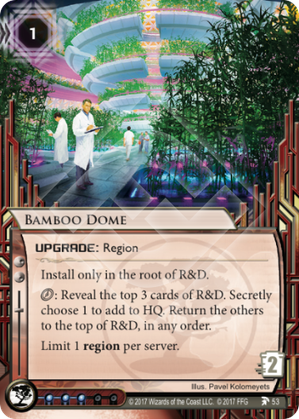 1
BAMBOO DOME
UPGRADE: Region
Install only in the root of R&D.
: Reveal the top 3 cards of R&D. Secretly
choose 1 to add to HQ. Return the others
to the top of R&D, in any order.
Limit 1 region per server.
2
Illus. Pavel Kolomeyets
© 2017 Wizards of the Coast LLC. © 2017 FFG
53